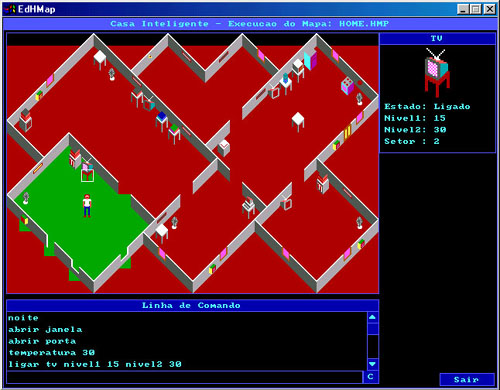 EdHMap
Casa Inteligente - Execucao do Mapa: HOME.HMP
TV
Estado: Ligado
Nivel1: 15
Nivel2: 30
Setor : 2
Linha de Comando
noite
abrir janela
abrir porta
temperatura 30
ligar tv nivel1 15 nivel2 30
C
Sair